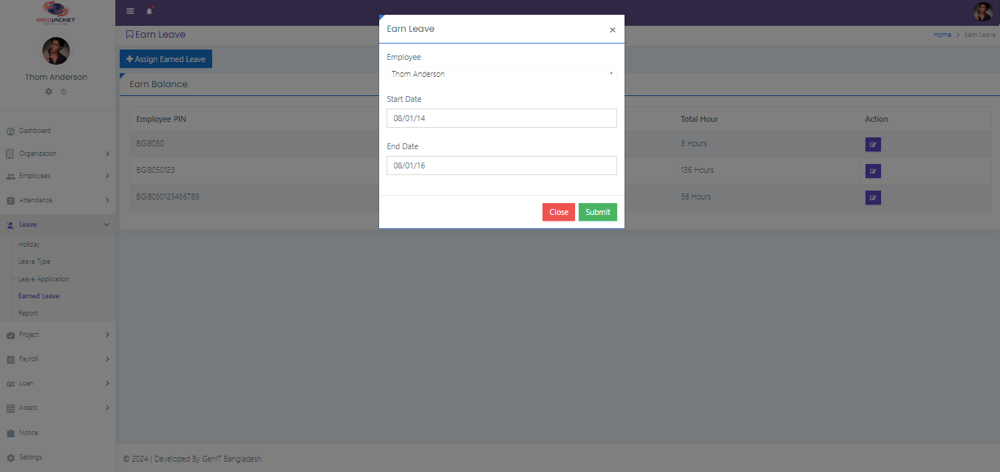 MEDJACKET
Thom Anderson
Dashboard
Organization
Employees
Attendance
Leave
Holiday
Leave Type
Leave Application
Earned Leave
Report
Project
Payroll
Loan
Assets
Notice
Settings
Earn Leave
Home > Earn Leave
+ Assign Earned Leave
Earn Balance
Employee PIN
Total Hour
Action
BGI8050
8 Hours
BGI8050123
136 Hours
BGI8050123456789
56 Hours
Earn Leave
×
Employee
Thom Anderson
Start Date
08/01/14
End Date
08/01/16
Close
Submit
© 2024 | Developed By GenIT Bangladesh